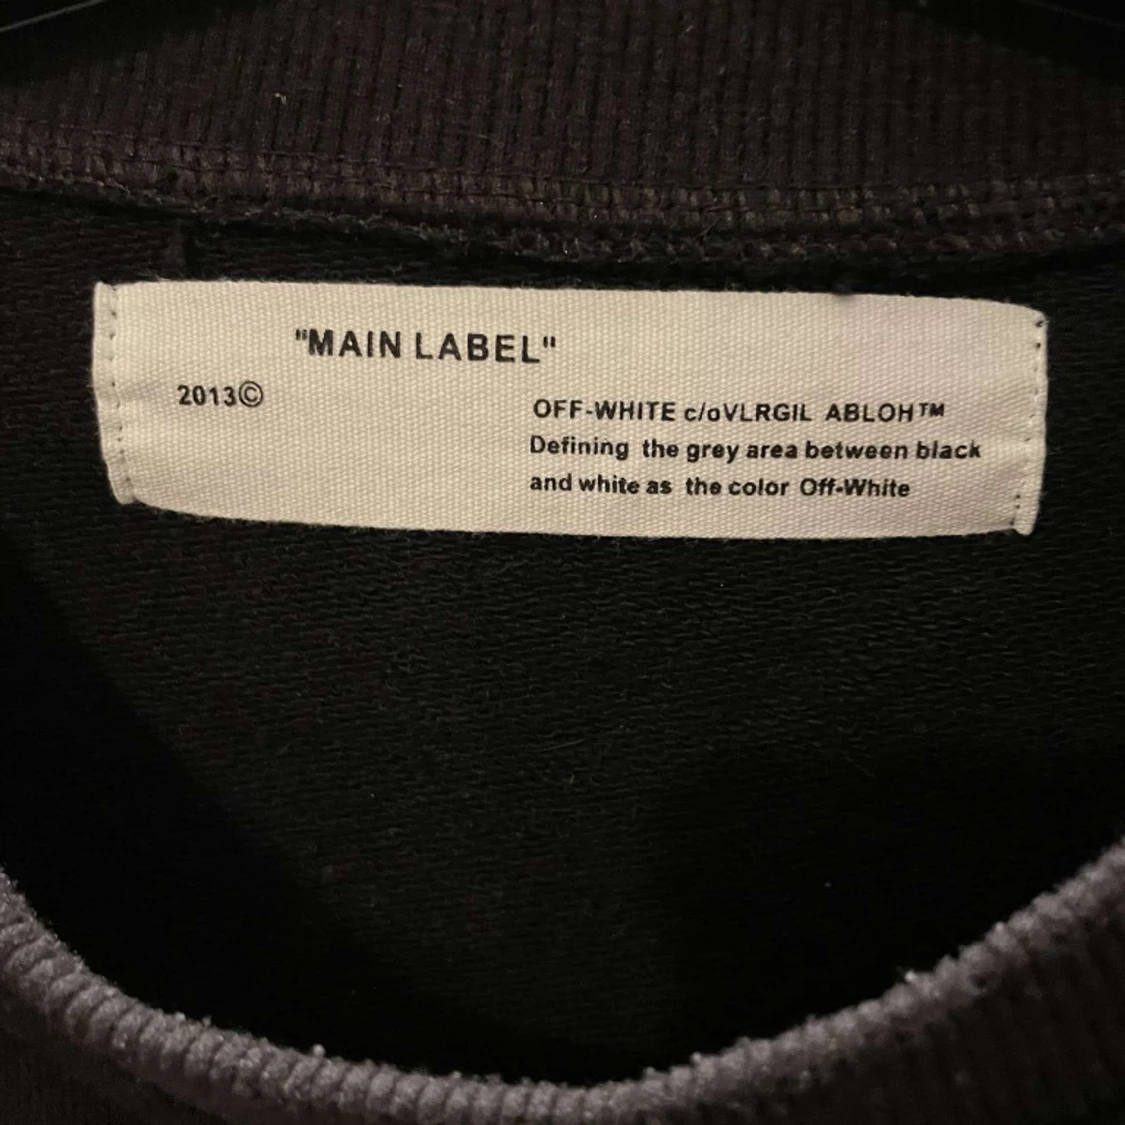 "MAIN LABEL"
2013©
OFF-WHITE c/oVLRGIL ABLOH™
Defining the grey area between black
and white as the color Off-White